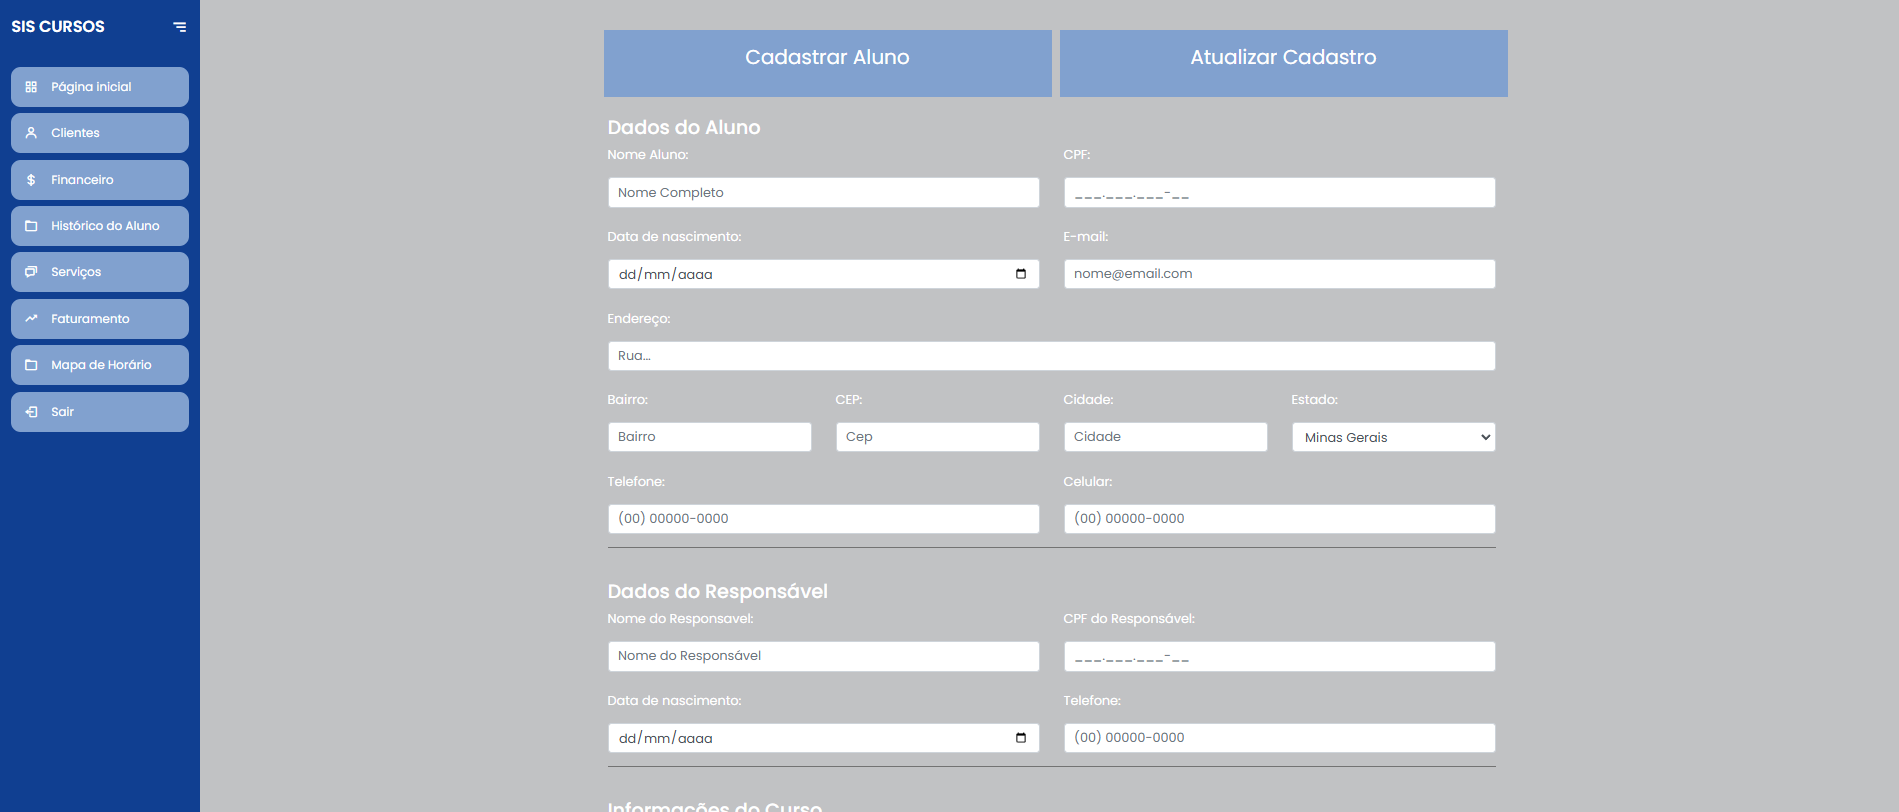 SIS CURSOS
Página inicial
Clientes
Financeiro
Histórico do Aluno
Serviços
Faturamento
Mapa de Horário
Sair
Cadastrar Aluno
Atualizar Cadastro
Dados do Aluno
Nome Aluno:
CPF:
Nome Completo
___.___.___-__
Data de nascimento:
E-mail:
dd/mm/aaaa
nome@email.com
Endereço:
Rua...
Bairro:
CEP:
Cidade:
Estado:
Bairro
Cep
Cidade
Minas Gerais
Telefone:
Celular:
(00) 00000-0000
(00) 00000-0000
Dados do Responsável
Nome do Responsavel:
CPF do Responsável:
Nome do Responsável
___.___.___-__
Data de nascimento:
Telefone:
dd/mm/aaaa
(00) 00000-0000
Informações do Curso